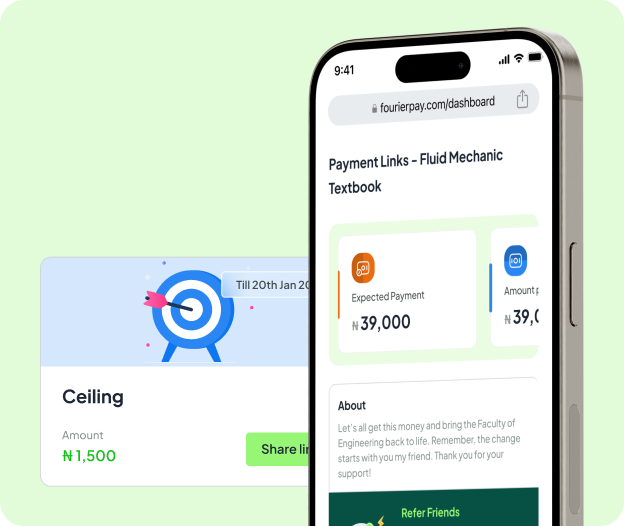 9:41
fourierpay.com/dashboard
Payment Links - Fluid Mechanic
Textbook
Expected Payment
₦ 39,000
Amount
₦ 39,0
About
Let's all get this money and bring the Faculty of
Engineering back to life. Remember, the change
starts with you my friend. Thank you for your
support!
Refer Friends
Till 20th Jan 20
Ceiling
Amount
₦ 1,500
Share